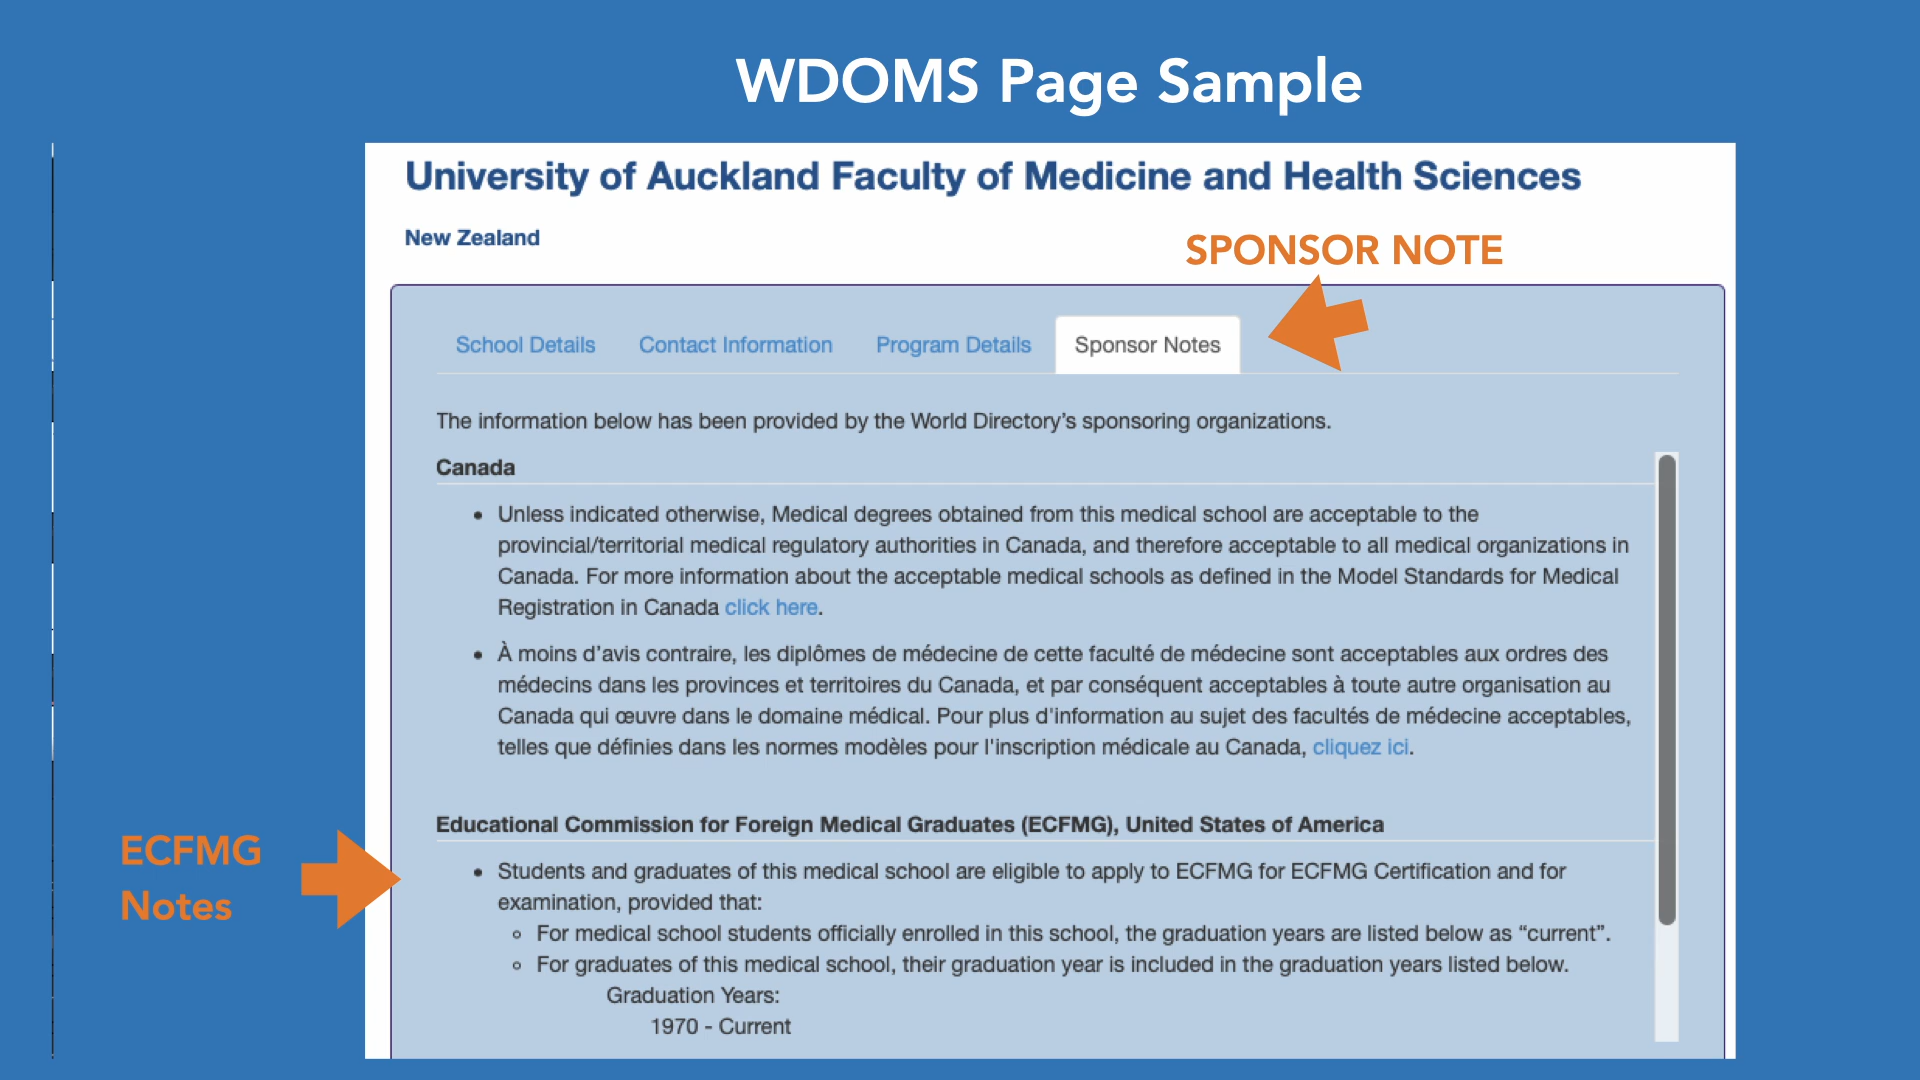 WDOMS Page Sample
University of Auckland Faculty of Medicine and Health Sciences
New Zealand
SPONSOR NOTE
School Details Contact Information Program Details Sponsor Notes
The information below has been provided by the World Directory's sponsoring organizations.
Canada
• Unless indicated otherwise, Medical degrees obtained from this medical school are acceptable to the
provincial/territorial medical regulatory authorities in Canada, and therefore acceptable to all medical organizations in
Canada. For more information about the acceptable medical schools as defined in the Model Standards for Medical
Registration in Canada click here.
• À moins d'avis contraire, les diplômes de médecine de cette faculté de médecine sont acceptables aux ordres des
médecins dans les provinces et territoires du Canada, et par conséquent acceptables à toute autre organisation au
Canada qui œuvre dans le domaine médical. Pour plus d'information au sujet des facultés de médecine acceptables,
telles que définies dans les normes modèles pour l'inscription médicale au Canada, cliquez ici.
ECFMG
Notes
Educational Commission for Foreign Medical Graduates (ECFMG), United States of America
• Students and graduates of this medical school are eligible to apply to ECFMG for ECFMG Certification and for
examination, provided that:
◦ For medical school students officially enrolled in this school, the graduation years are listed below as “current”.
◦ For graduates of this medical school, their graduation year is included in the graduation years listed below.
Graduation Years:
1970 - Current